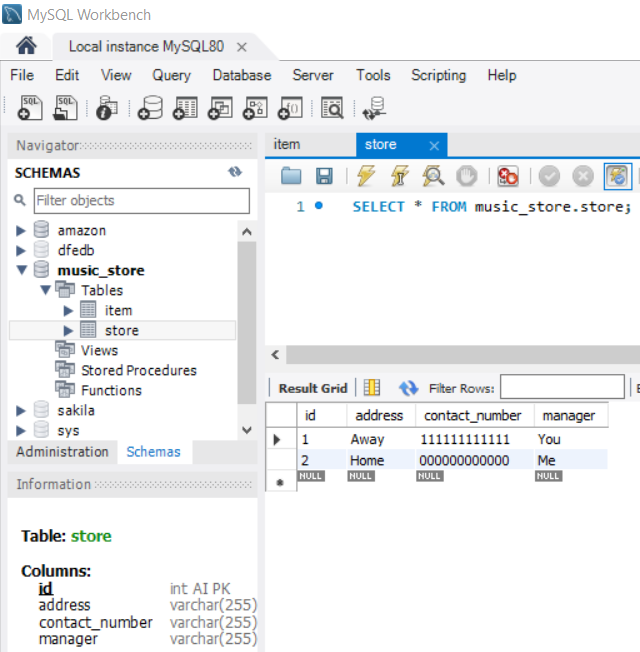 MySQL Workbench
Local instance MySQL80
File Edit View Query Database Server Tools Scripting Help
SQL SQL
Navigator
SCHEMAS
Filter objects
amazon
dfedb
music_store
Tables
item
store
Views
Stored Procedures
Functions
sakila
sys
Administration Schemas
Information
Table: store
Columns:
id int AI PK
address varchar(255)
contact_number varchar(255)
manager varchar(255)
item store
1 SELECT * FROM music_store.store;
Result Grid Filter Rows:
id address contact_number manager
1 Away 111111111111 You
2 Home 000000000000 Me
NULL NULL NULL NULL